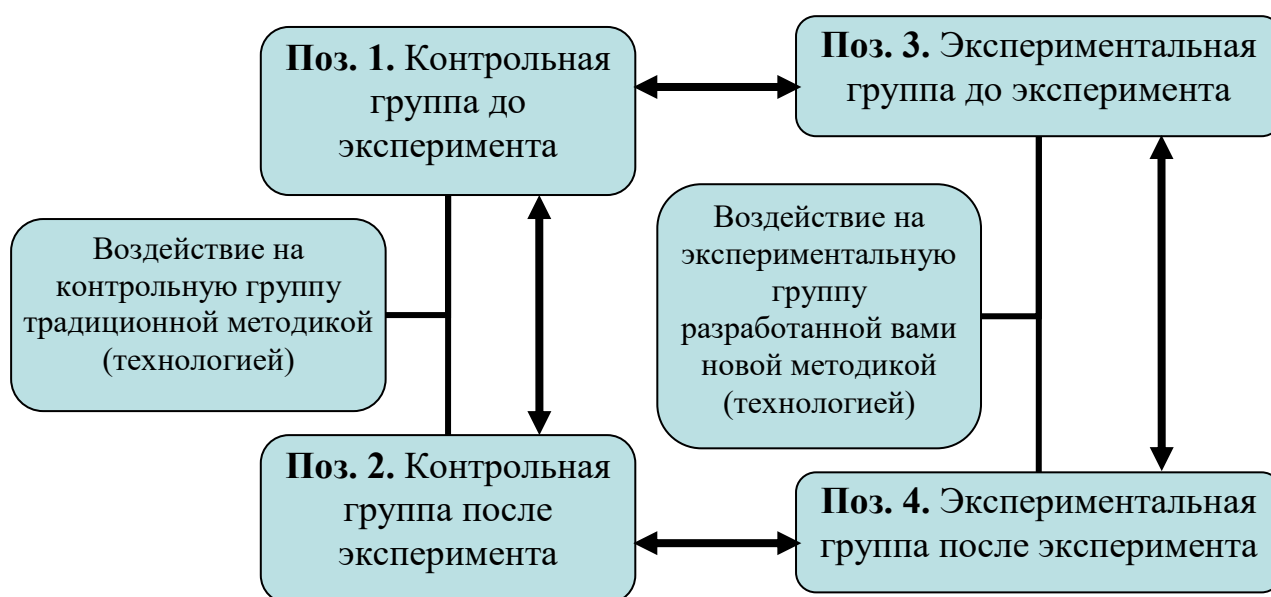 Поз. 1. Контрольная
группа до
эксперимента
Поз. 3. Экспериментальная
группа до эксперимента
Воздействие на
контрольную группу
традиционной методикой
(технологией)
Воздействие на
экспериментальную
группу
разработанной вами
новой методикой
(технологией)
Поз. 2. Контрольная
группа после
эксперимента
Поз. 4. Экспериментальная
группа после эксперимента